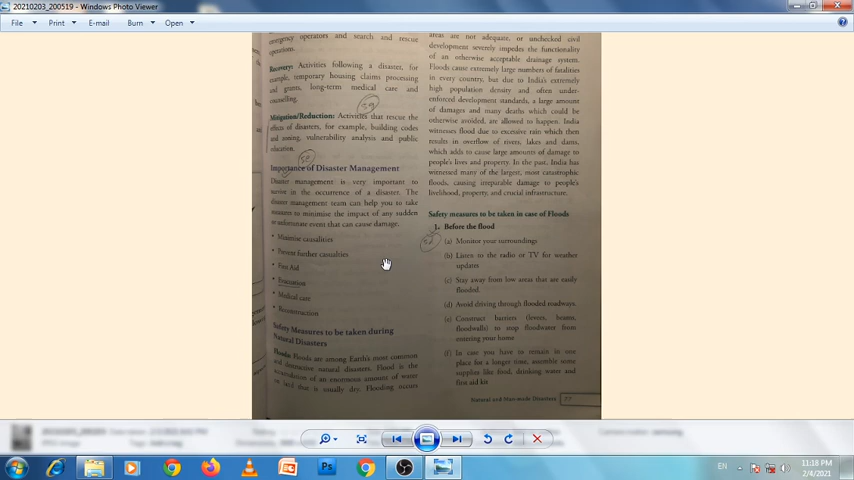 20210203_200519 - Windows Photo Viewer
File
Print
E-mail
Burn
Open
emergency operators and search and rescue
operations.
Recovery: Activities following a disaster, for
example, temporary housing claims processing
and grants, long-term medical care and
counselling.
59
Mitigation/Reduction: Activities that rescue the
effects of disasters, for example, building codes
and zoning, vulnerability analysis and public
education.
Importance of Disaster Management
Disaster management is very important to
survive in the occurrence of a disaster. The
disaster management team can help you to take
measures to minimise the impact of any sudden
or unfortunate event that can cause damage.
• Minimise causalities
• Prevent further casualties
• First Aid
• Evacuation
• Medical care
• Reconstruction
Safety Measures to be taken during
Natural Disasters
Floods: Floods are among Earth's most common
and destructive natural disasters. Flood is the
accumulation of an enormous amount of water
on land that is usually dry. Flooding occurs
areas are not adequate, or unchecked civil
development severely impedes the functionality
of an otherwise acceptable drainage system.
Floods cause extremely large numbers of fatalities
in every country, but due to India's extremely
high population density and often under-
enforced development standards, a large amount
of damages and many deaths which could be
otherwise avoided, are allowed to happen. India
witnesses flood due to excessive rain which then
results in overflow of rivers, lakes and dams,
which adds to cause large amounts of damage to
people's lives and property. In the past, India has
witnessed many of the largest, most catastrophic
floods, causing irreparable damage to people's
livelihood, property, and crucial infrastructure.
Safety measures to be taken in case of Floods
1. Before the flood
(a) Monitor your surroundings
(b) Listen to the radio or TV for weather
updates
(c) Stay away from low areas that are easily
flooded.
(d) Avoid driving through flooded roadways.
(e) Construct barriers (levees, beams,
floodwalls) to stop floodwater from
entering your home
(f) In case you have to remain in one
place for a longer time, assemble some
supplies like food, drinking water and
first aid kit
Natural and Man-made Disasters 77
EN
11:18 PM
2/4/2021